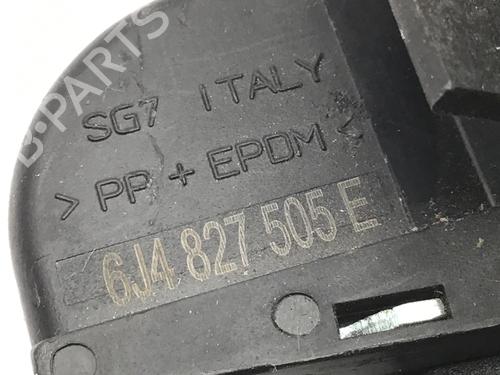 B-PARTS
SG7 ITALY
> PP + EPDM <
6J4 827 505 E